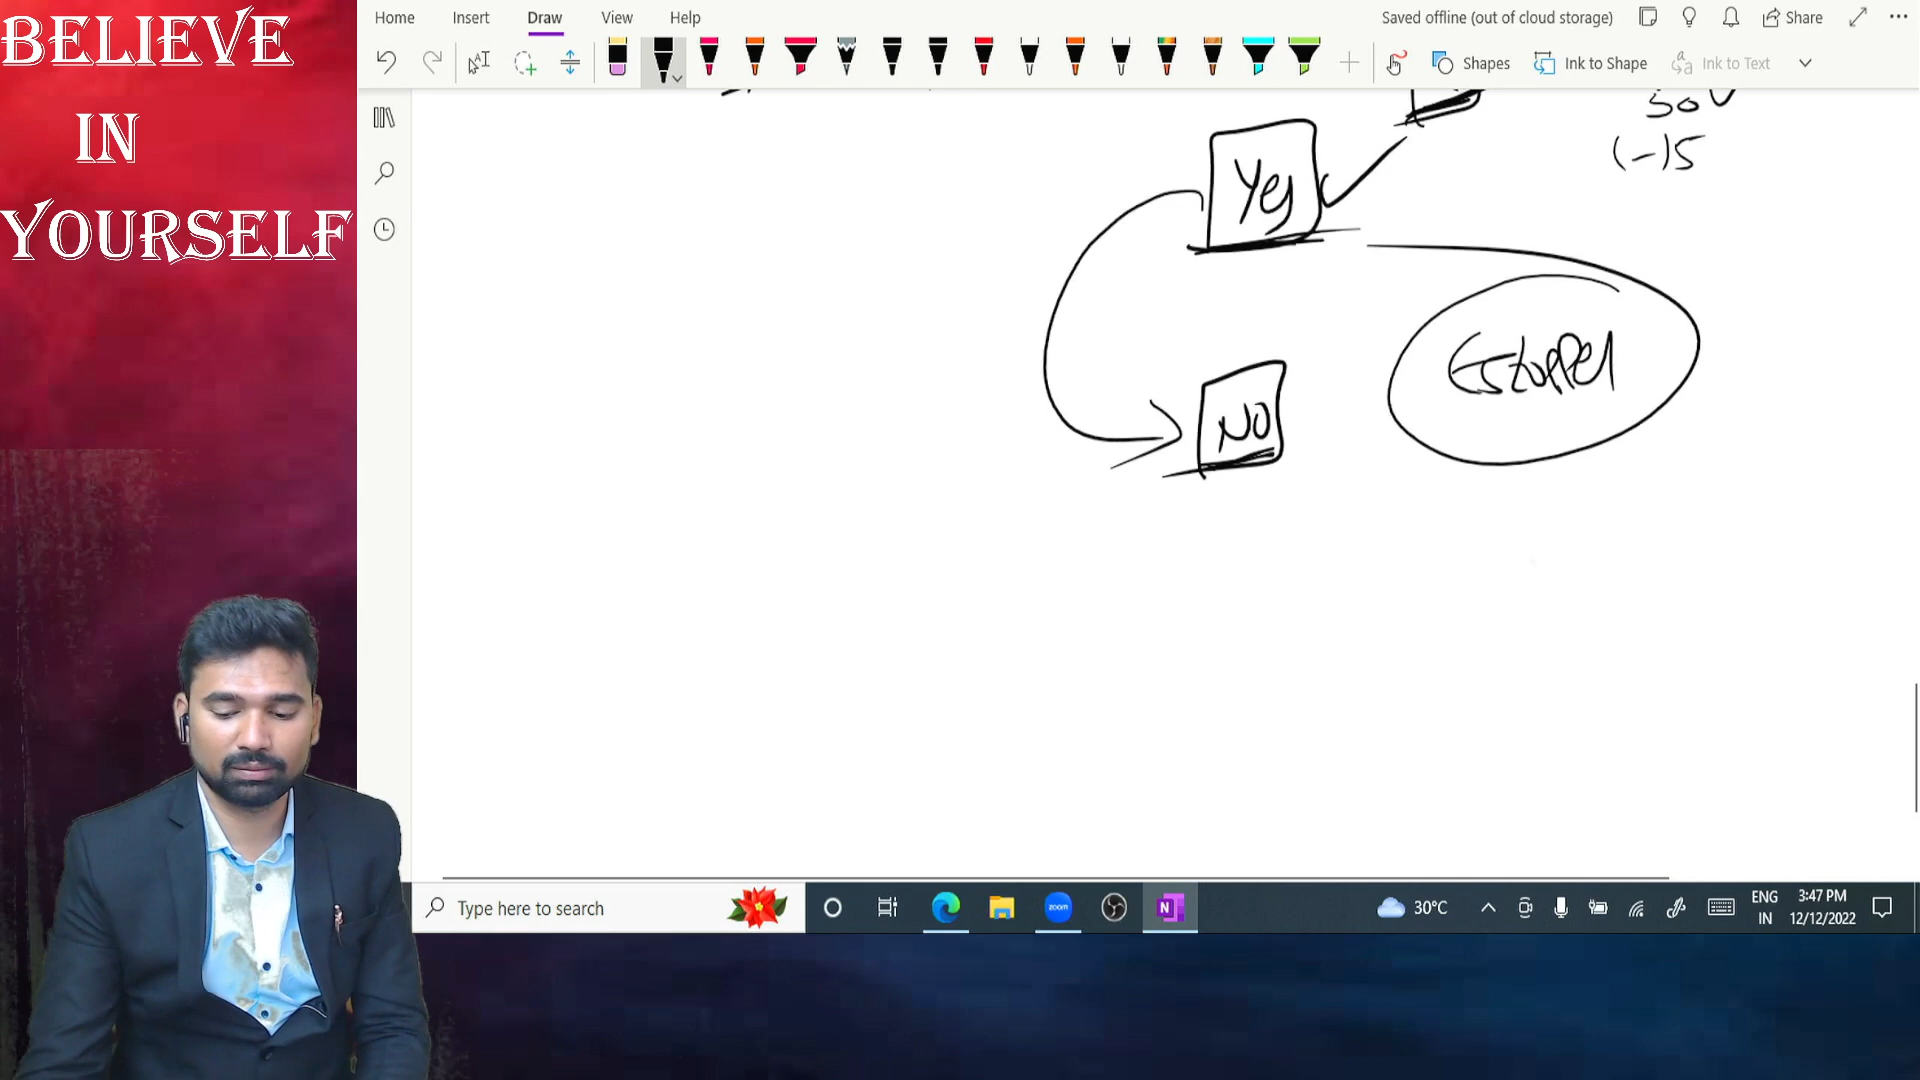 BELIEVE
IN
YOURSELF
Home Insert Draw View Help
Saved offline (out of cloud storage) Share
Shapes Ink to Shape Ink to Text
(-)5
Yes
Estoppel
NO
Type here to search
zoom
30°C
ENG
IN
3:47 PM
12/12/2022